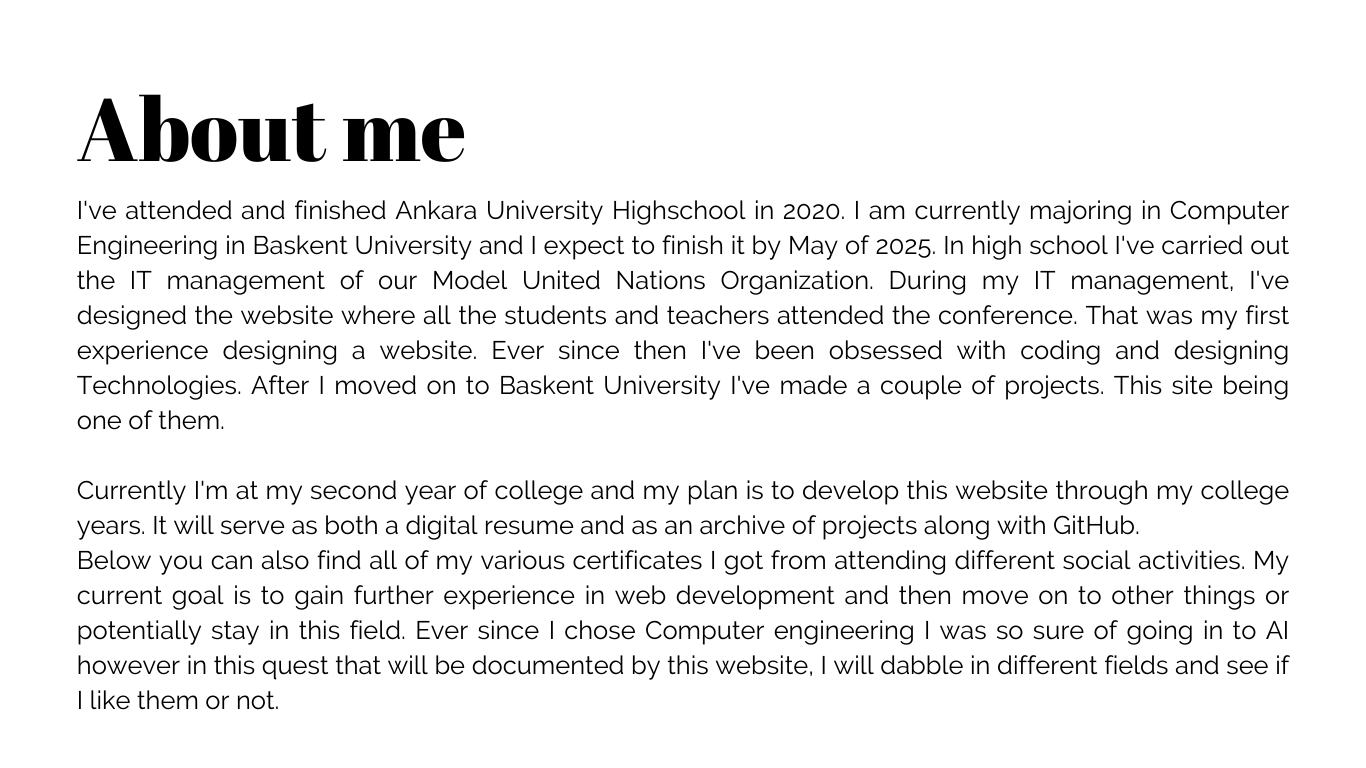 About me
I've attended and finished Ankara University Highschool in 2020. I am currently majoring in Computer
Engineering in Baskent University and I expect to finish it by May of 2025. In high school I've carried out
the IT management of our Model United Nations Organization. During my IT management, I've
designed the website where all the students and teachers attended the conference. That was my first
experience designing a website. Ever since then I've been obsessed with coding and designing
Technologies. After I moved on to Baskent University I've made a couple of projects. This site being
one of them.
Currently I'm at my second year of college and my plan is to develop this website through my college
years. It will serve as both a digital resume and as an archive of projects along with GitHub.
Below you can also find all of my various certificates I got from attending different social activities. My
current goal is to gain further experience in web development and then move on to other things or
potentially stay in this field. Ever since I chose Computer engineering I was so sure of going in to AI
however in this quest that will be documented by this website, I will dabble in different fields and see if
I like them or not.